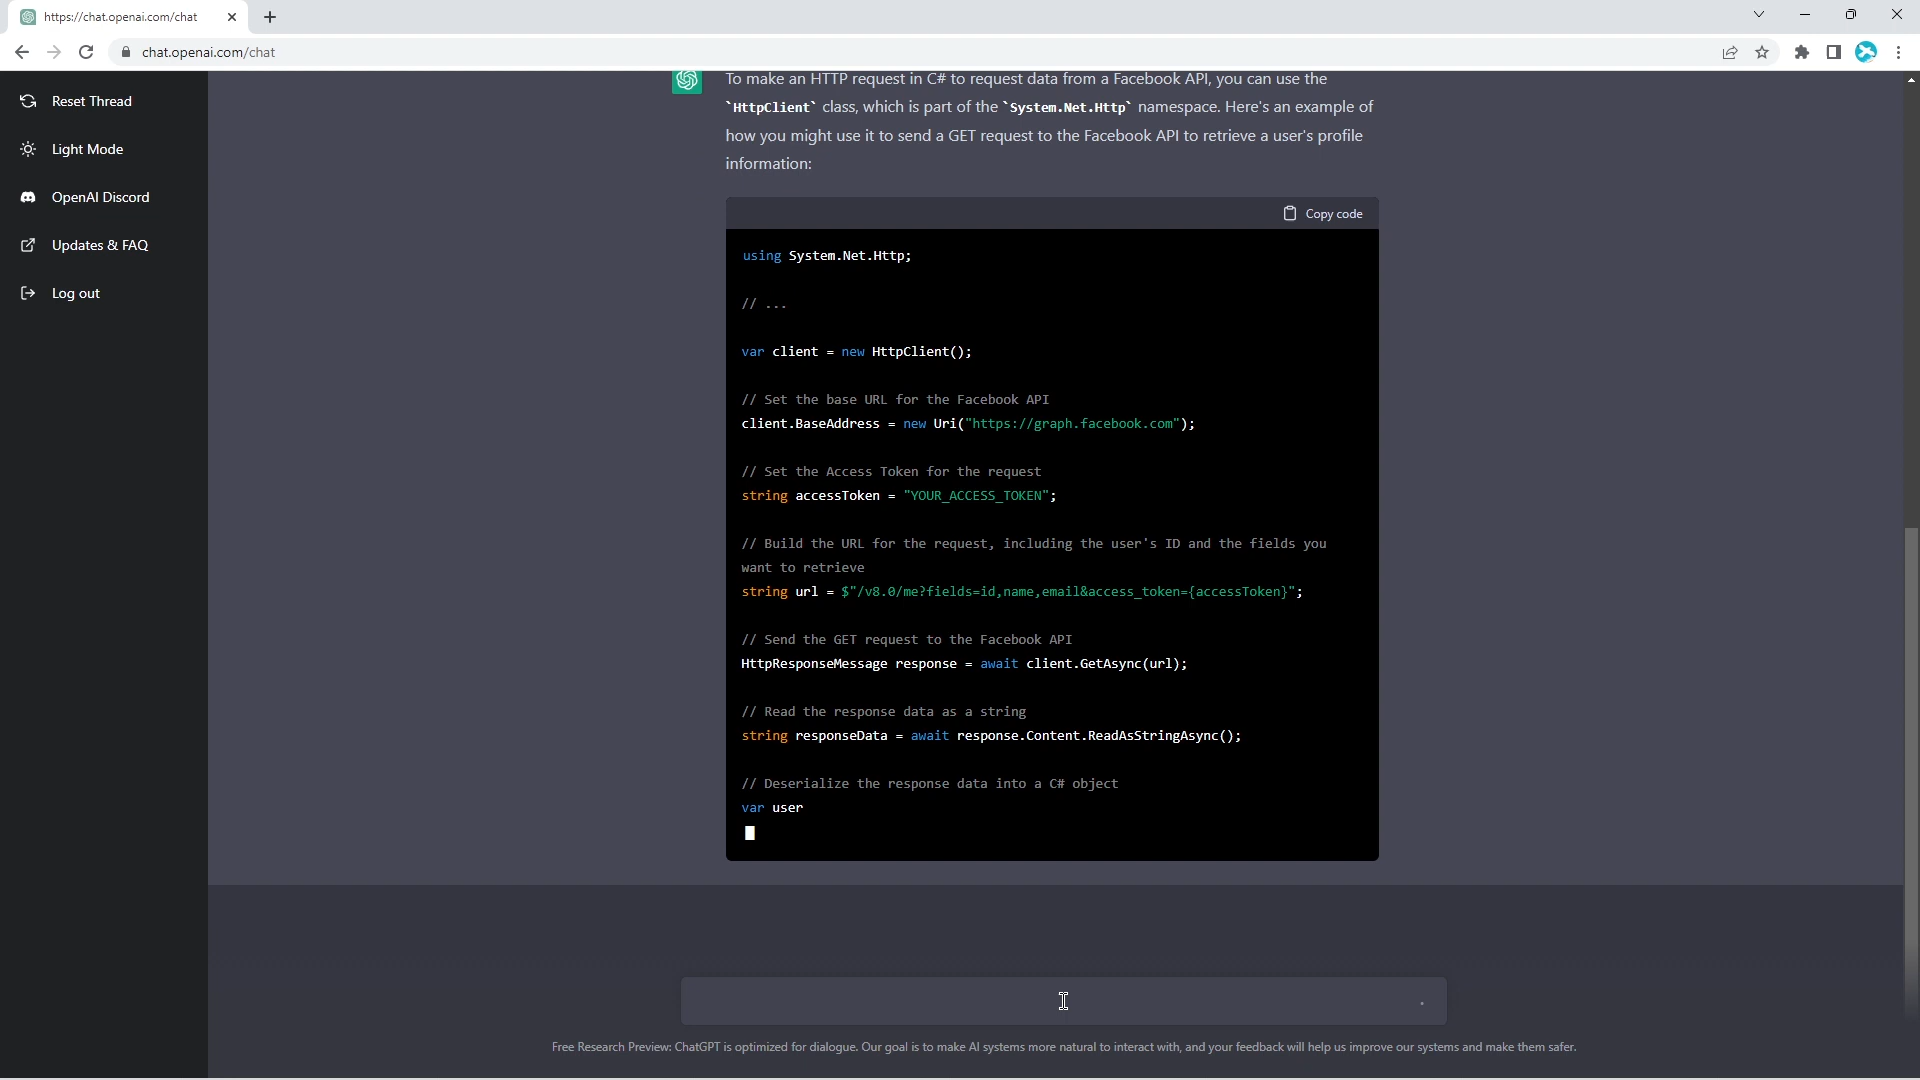 https://chat.openai.com/chat
chat.openai.com/chat
Reset Thread
Light Mode
OpenAI Discord
Updates & FAQ
Log out
To make an HTTP request in C# to request data from a Facebook API, you can use the
`HttpClient` class, which is part of the `System.Net.Http` namespace. Here's an example of
how you might use it to send a GET request to the Facebook API to retrieve a user's profile
information:
Copy code
using System.Net.Http;
// ...
var client = new HttpClient();
// Set the base URL for the Facebook API
client.BaseAddress = new Uri("https://graph.facebook.com");
// Set the Access Token for the request
string accessToken = "YOUR_ACCESS_TOKEN";
// Build the URL for the request, including the user's ID and the fields you
want to retrieve
string url = $"/v8.0/me?fields=id,name,email&access_token={accessToken}";
// Send the GET request to the Facebook API
HttpResponseMessage response = await client.GetAsync(url);
// Read the response data as a string
string responseData = await response.Content.ReadAsStringAsync();
// Deserialize the response data into a C# object
var user
Free Research Preview: ChatGPT is optimized for dialogue. Our goal is to make AI systems more natural to interact with, and your feedback will help us improve our systems and make them safer.